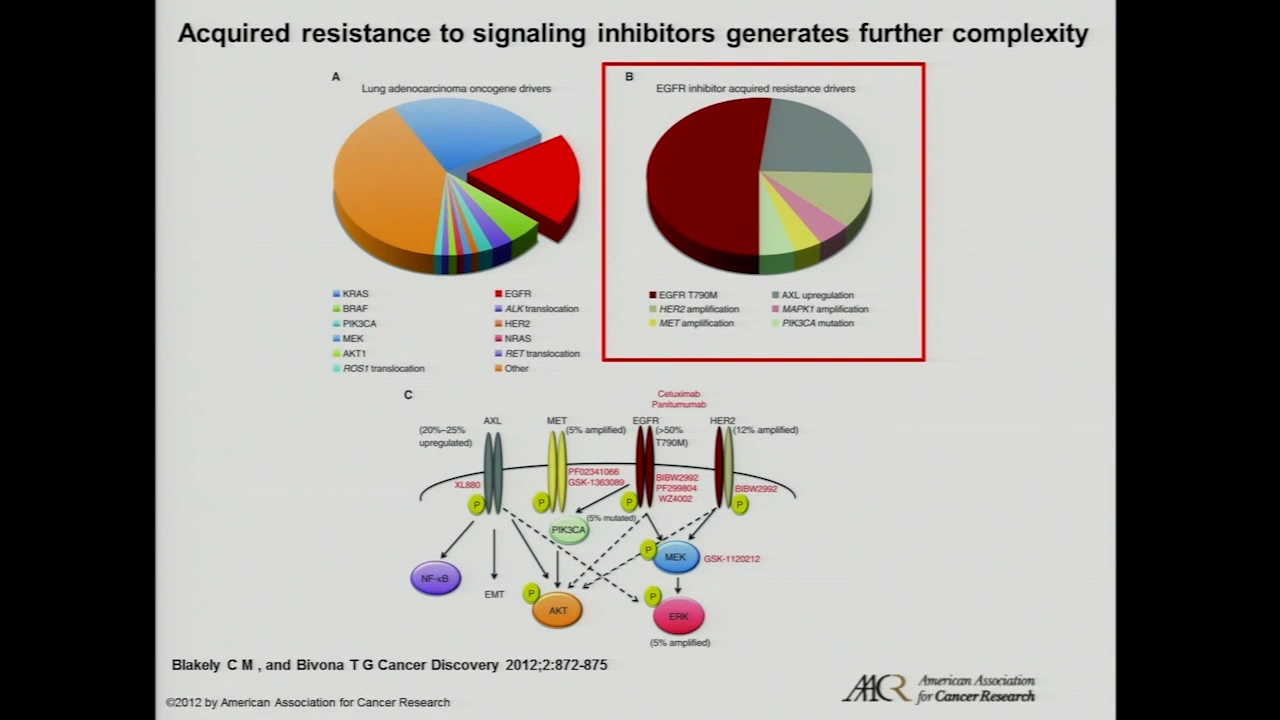 Acquired resistance to signaling inhibitors generates further complexity
A
Lung adenocarcinoma oncogene drivers
KRAS
EGFR
BRAF
ALK translocation
PIK3CA
HER2
MEK
NRAS
AKT1
RET translocation
ROS1 translocation
Other
B
EGFR inhibitor acquired resistance drivers
EGFR T790M
AXL upregulation
HER2 amplification
MAPK1 amplification
MET amplification
PIK3CA mutation
C
Cetuximab
Panitumumab
AXL
MET
EGFR
HER2
(20%–25%
upregulated)
(5% amplified)
(>50%
T790M)
(12% amplified)
XL880
PF02341066
GSK-1363089
BIBW2992
PF299804
WZ4002
BIBW2992
P
P
P
P
(5% mutated)
PIK3CA
P
MEK
GSK-1120212
NF-κB
EMT
P
AKT
P
ERK
(5% amplified)
Blakely C M , and Bivona T G Cancer Discovery 2012;2:872-875
©2012 by American Association for Cancer Research
AACR American Association
for Cancer Research